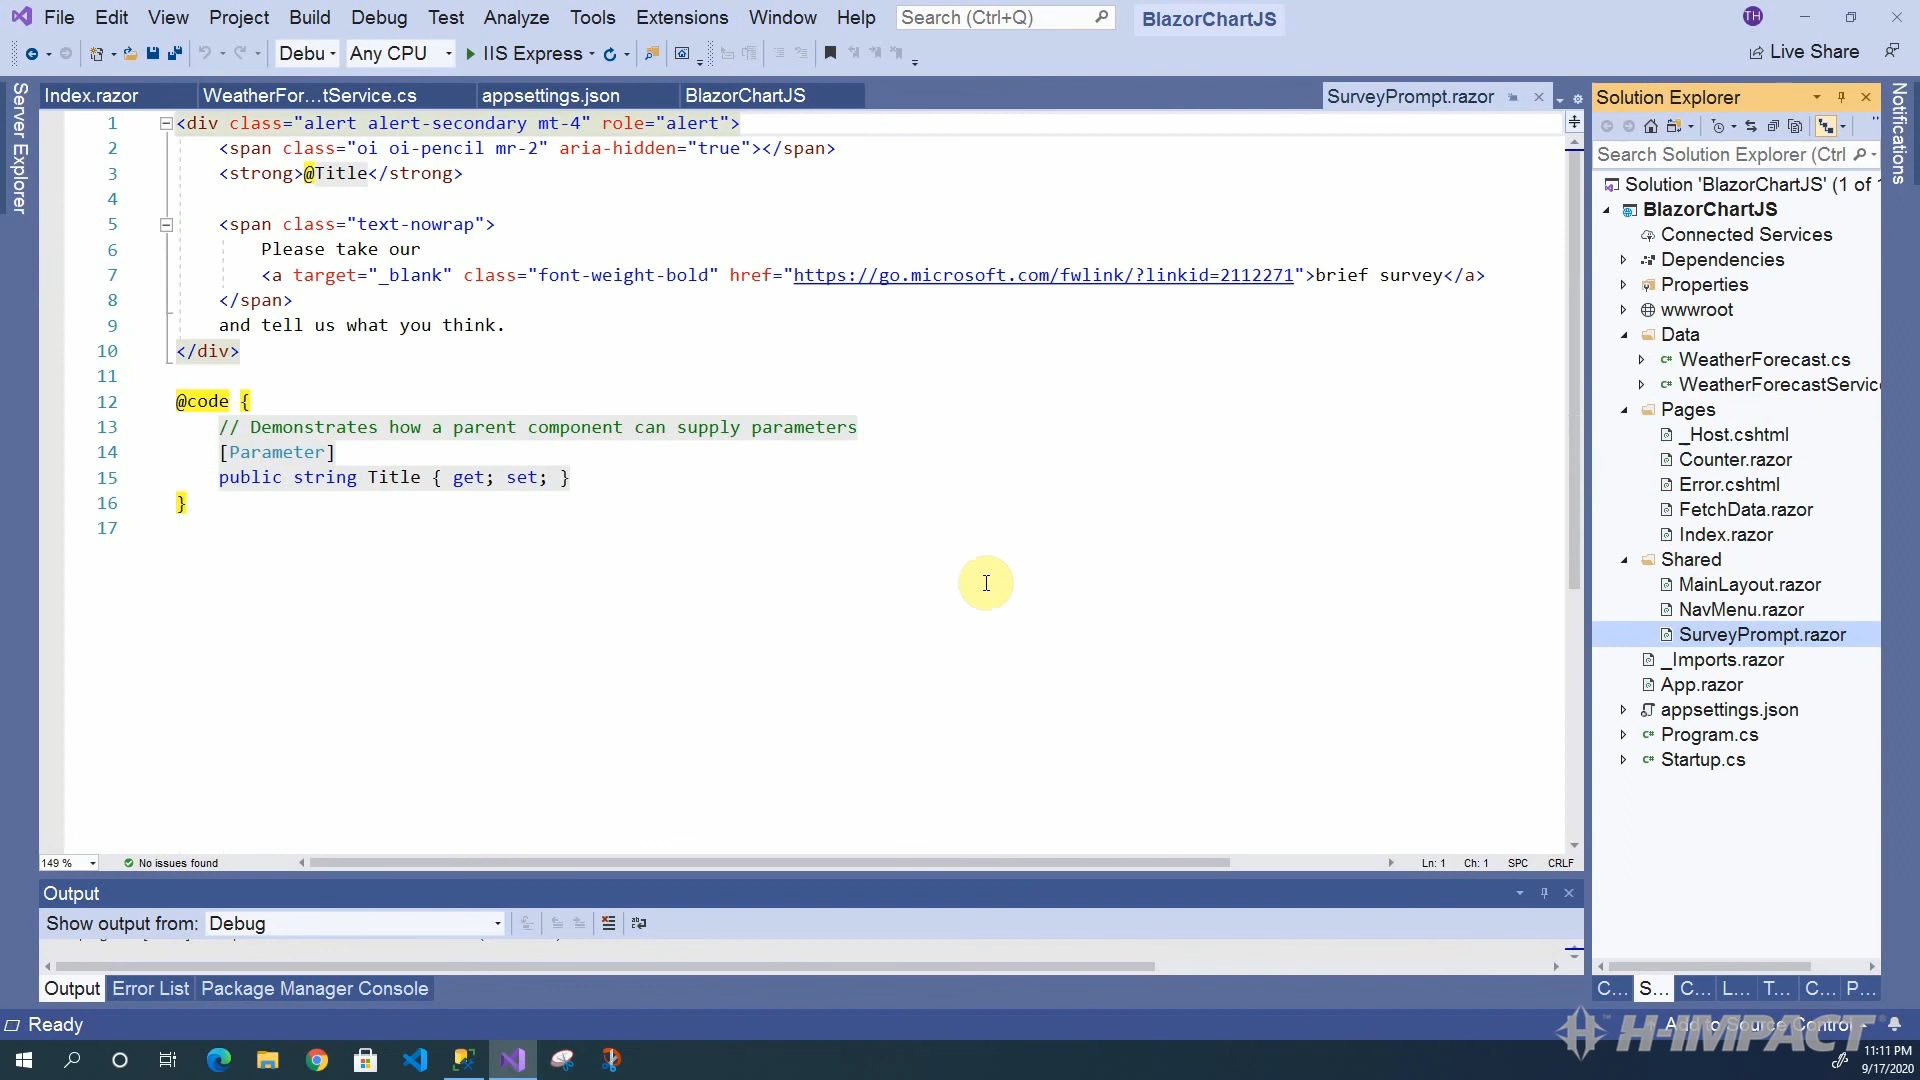 File Edit View Project Build Debug Test Analyze Tools Extensions Window Help Search (Ctrl+Q) BlazorChartJS TH
Debu Any CPU IIS Express Live Share
Server Explorer
Index.razor WeatherFor...tService.cs appsettings.json BlazorChartJS SurveyPrompt.razor
1 <div class="alert alert-secondary mt-4" role="alert">
2 <span class="oi oi-pencil mr-2" aria-hidden="true"></span>
3 <strong>@Title</strong>
4
5 <span class="text-nowrap">
6 Please take our
7 <a target="_blank" class="font-weight-bold" href="https://go.microsoft.com/fwlink/?linkid=2112271">brief survey</a>
8 </span>
9 and tell us what you think.
10 </div>
11
12 @code {
13 // Demonstrates how a parent component can supply parameters
14 [Parameter]
15 public string Title { get; set; }
16 }
17
149 % No issues found Ln: 1 Ch: 1 SPC CRLF
Output
Show output from: Debug
Output Error List Package Manager Console
Solution Explorer
Search Solution Explorer (Ctrl
Solution 'BlazorChartJS' (1 of
BlazorChartJS
Connected Services
Dependencies
Properties
wwwroot
Data
WeatherForecast.cs
WeatherForecastServic
Pages
_Host.cshtml
Counter.razor
Error.cshtml
FetchData.razor
Index.razor
Shared
MainLayout.razor
NavMenu.razor
SurveyPrompt.razor
_Imports.razor
App.razor
appsettings.json
Program.cs
Startup.cs
C... S... C... L... T... C... P...
Notifications
Ready
Add to Source Control
H-IMPACT
11:11 PM
9/17/2020